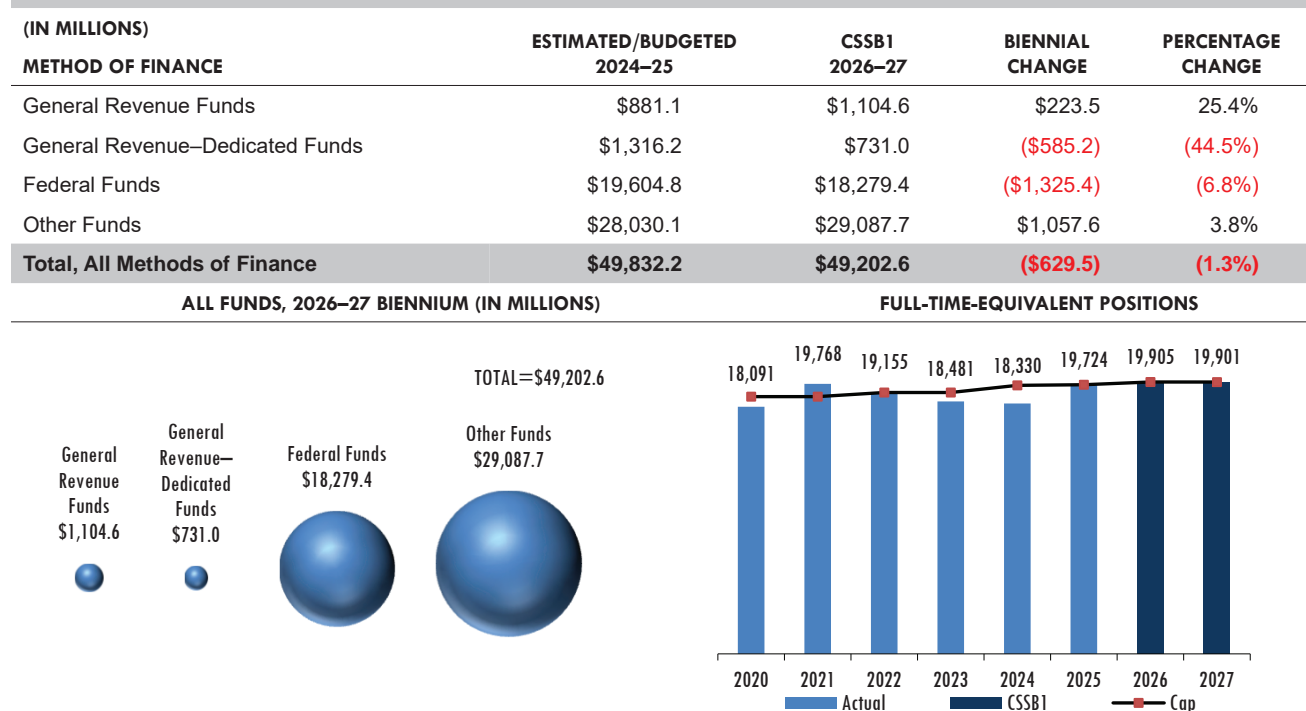 (IN MILLIONS)
METHOD OF FINANCE
ESTIMATED/BUDGETED
2024–25
CSSB1
2026–27
BIENNIAL
CHANGE
PERCENTAGE
CHANGE
General Revenue Funds $881.1 $1,104.6 $223.5 25.4%
General Revenue–Dedicated Funds $1,316.2 $731.0 ($585.2) (44.5%)
Federal Funds $19,604.8 $18,279.4 ($1,325.4) (6.8%)
Other Funds $28,030.1 $29,087.7 $1,057.6 3.8%
Total, All Methods of Finance $49,832.2 $49,202.6 ($629.5) (1.3%)
ALL FUNDS, 2026–27 BIENNIUM (IN MILLIONS)
TOTAL=$49,202.6
General
Revenue
Funds
$1,104.6
General
Revenue—
Dedicated
Funds
$731.0
Federal Funds
$18,279.4
Other Funds
$29,087.7
FULL-TIME-EQUIVALENT POSITIONS
18,091 19,768 19,155 18,481 18,330 19,724 19,905 19,901
2020 2021 2022 2023 2024 2025 2026 2027
Actual CSSB1 Cap